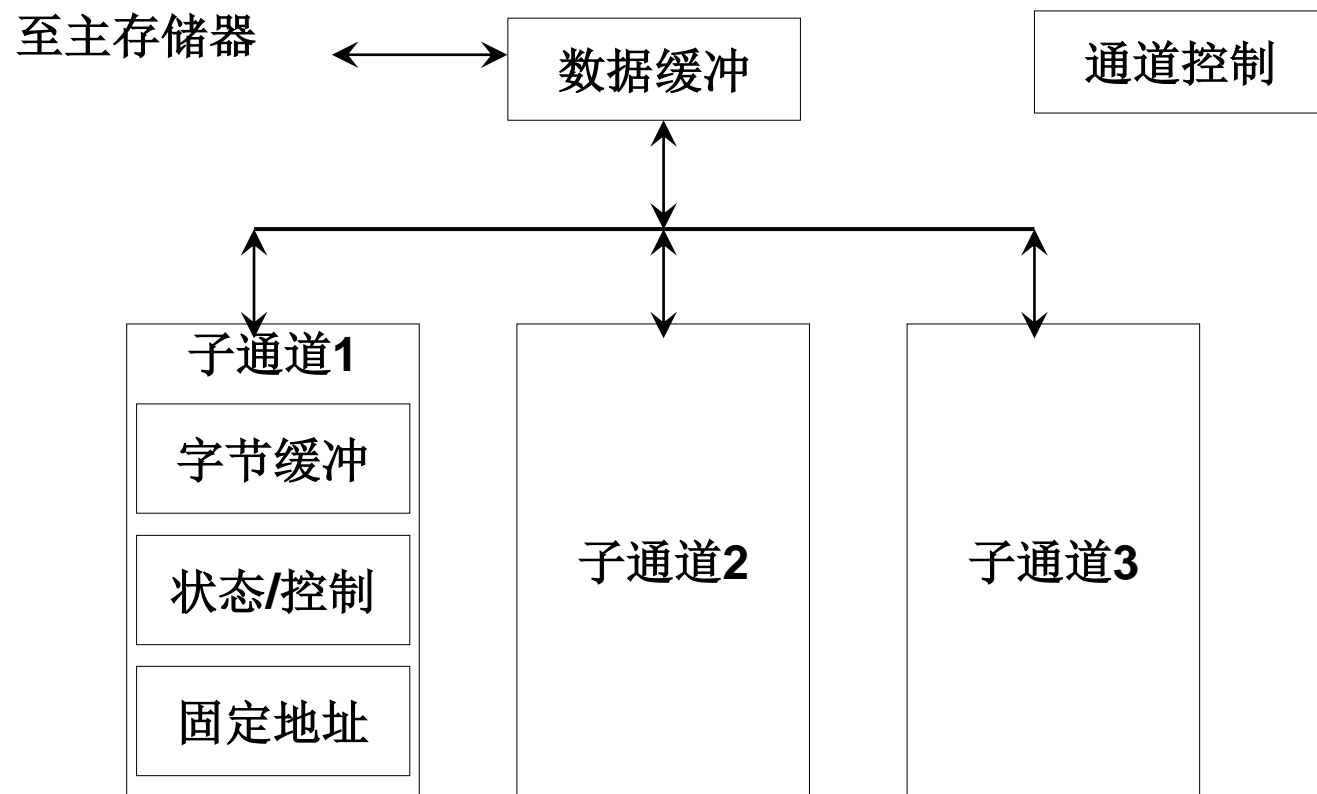 至主存储器
数据缓冲
通道控制
子通道1
字节缓冲
状态/控制
固定地址
子通道2
子通道3